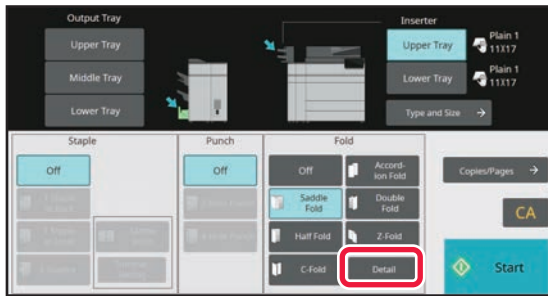 Output Tray
Upper Tray
Middle Tray
Lower Tray
Inserter
Upper Tray
Plain 1
11X17
Lower Tray
Plain 1
11X17
Type and Size
Staple
Off
Punch
Off
Fold
Off
Accord-
ion Fold
Saddle
Fold
Double
Fold
Half Fold
Z-Fold
C-Fold
Detail
Copies/Pages
CA
Start